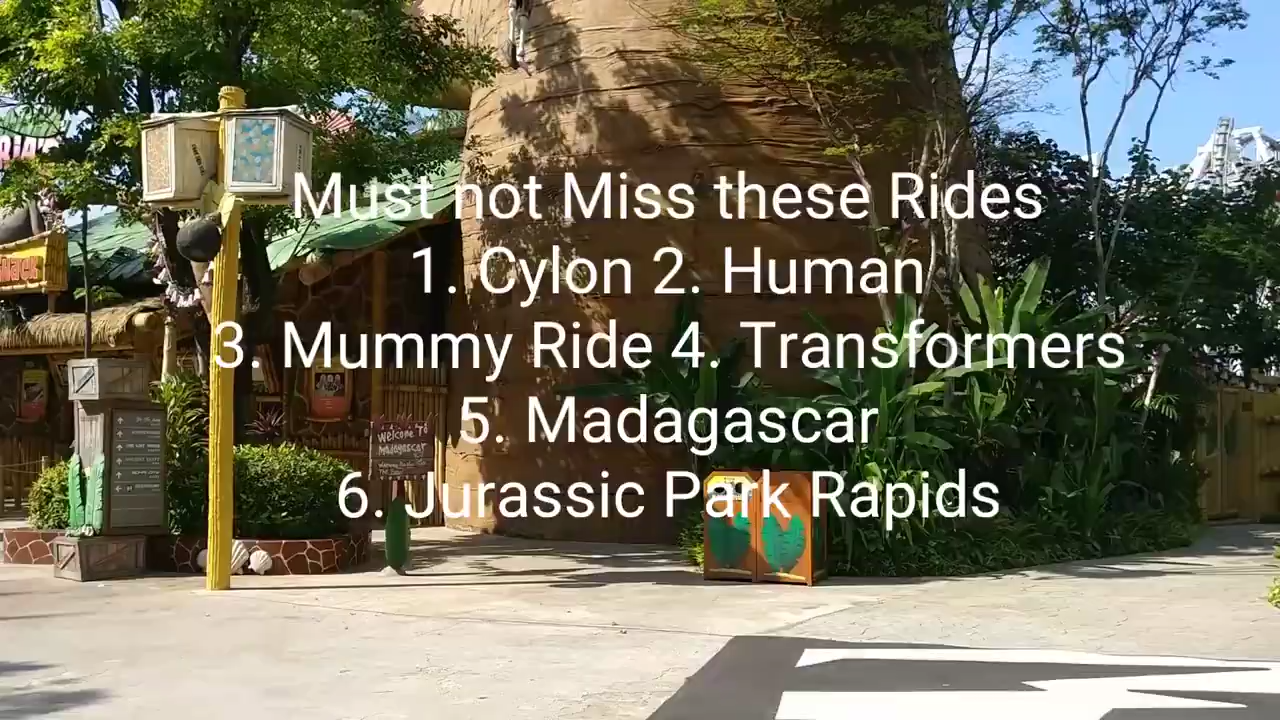 Must not Miss these Rides
1. Cylon 2. Human
3. Mummy Ride 4. Transformers
5. Madagascar
6. Jurassic Park Rapids
Welcome To
Madagascar